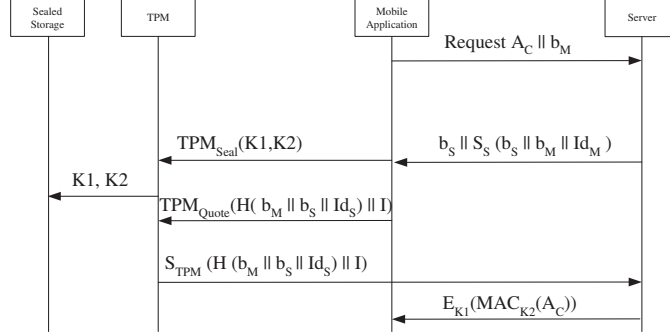 Sealed
Storage
TPM
Mobile
Application
Server
Request A_C || b_M
TPM_Seal(K1,K2)
b_S || S_S (b_S || b_M || Id_M )
K1, K2
TPM_Quote(H( b_M || b_S || Id_S) || I)
S_TPM (H (b_M || b_S || Id_S) || I)
E_K1(MAC_K2(A_C))